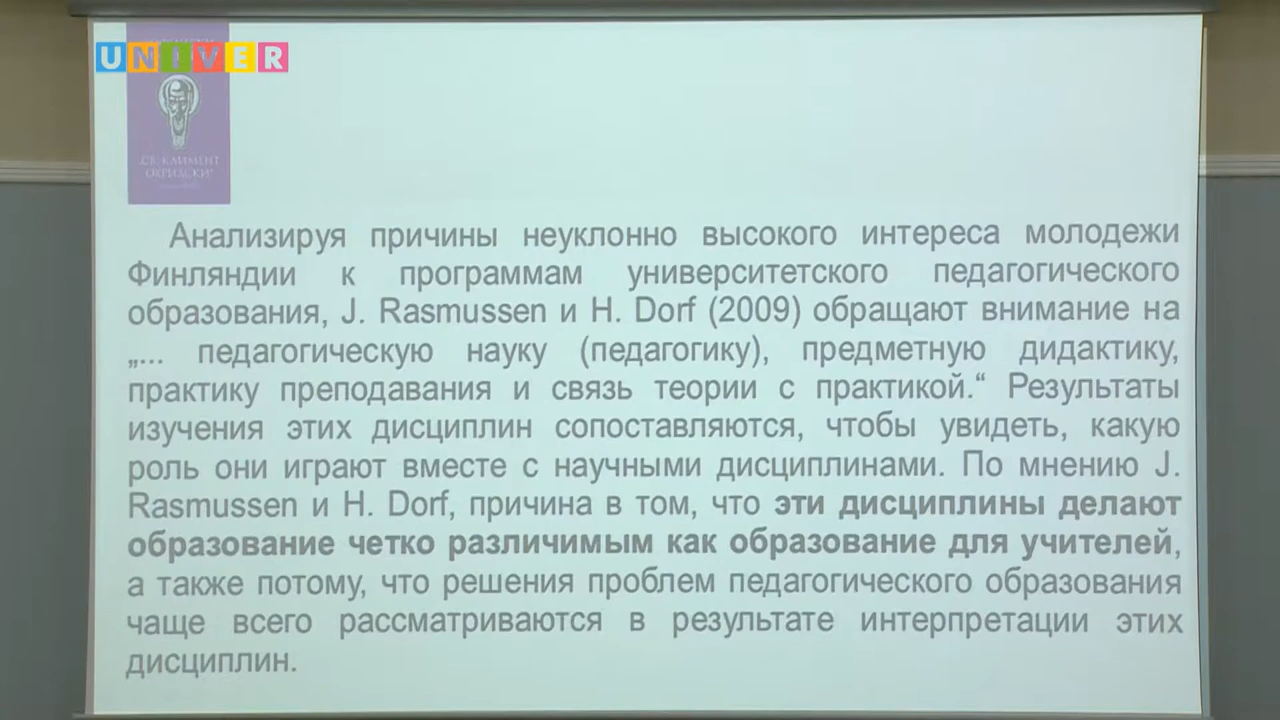 UNIVER
„СВ. КЛИМЕНТ
ОХРИДСКИ“
Анализируя причины неуклонно высокого интереса молодежи
Финляндии к программам университетского педагогического
образования, J. Rasmussen и H. Dorf (2009) обращают внимание на
„... педагогическую науку (педагогику), предметную дидактику,
практику преподавания и связь теории с практикой.“ Результаты
изучения этих дисциплин сопоставляются, чтобы увидеть, какую
роль они играют вместе с научными дисциплинами. По мнению J.
Rasmussen и H. Dorf, причина в том, что эти дисциплины делают
образование четко различимым как образование для учителей,
а также потому, что решения проблем педагогического образования
чаще всего рассматриваются в результате интерпретации этих
дисциплин.